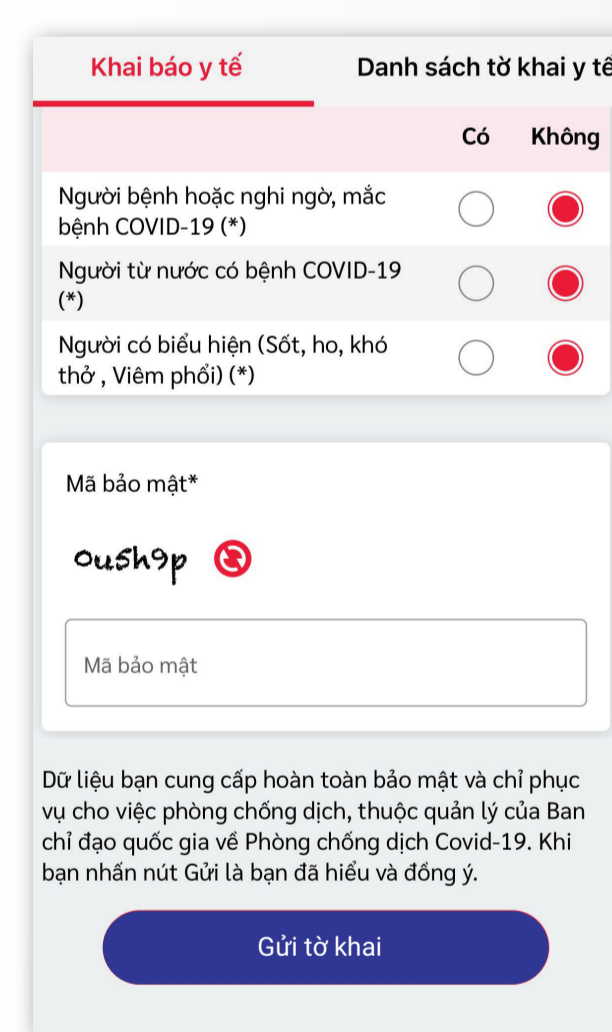 Khai báo y tế Danh sách tờ khai y tế
Có Không
Người bệnh hoặc nghi ngờ, mắc
bệnh COVID-19 (*)
Người từ nước có bệnh COVID-19
(*)
Người có biểu hiện (Sốt, ho, khó
thở , Viêm phổi) (*)
Mã bảo mật*
ou5h9p
Mã bảo mật
Dữ liệu bạn cung cấp hoàn toàn bảo mật và chỉ phục
vụ cho việc phòng chống dịch, thuộc quản lý của Ban
chỉ đạo quốc gia về Phòng chống dịch Covid-19. Khi
bạn nhấn nút Gửi là bạn đã hiểu và đồng ý.
Gửi tờ khai